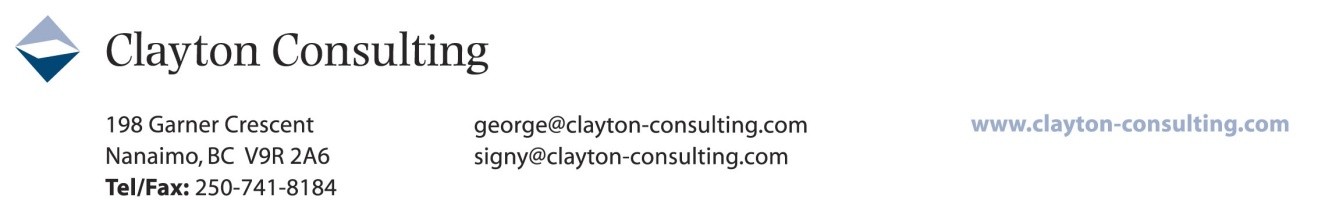 Clayton Consulting
198 Garner Crescent
Nanaimo, BC  V9R 2A6
Tel/Fax: 250-741-8184
george@clayton-consulting.com
signy@clayton-consulting.com
www.clayton-consulting.com